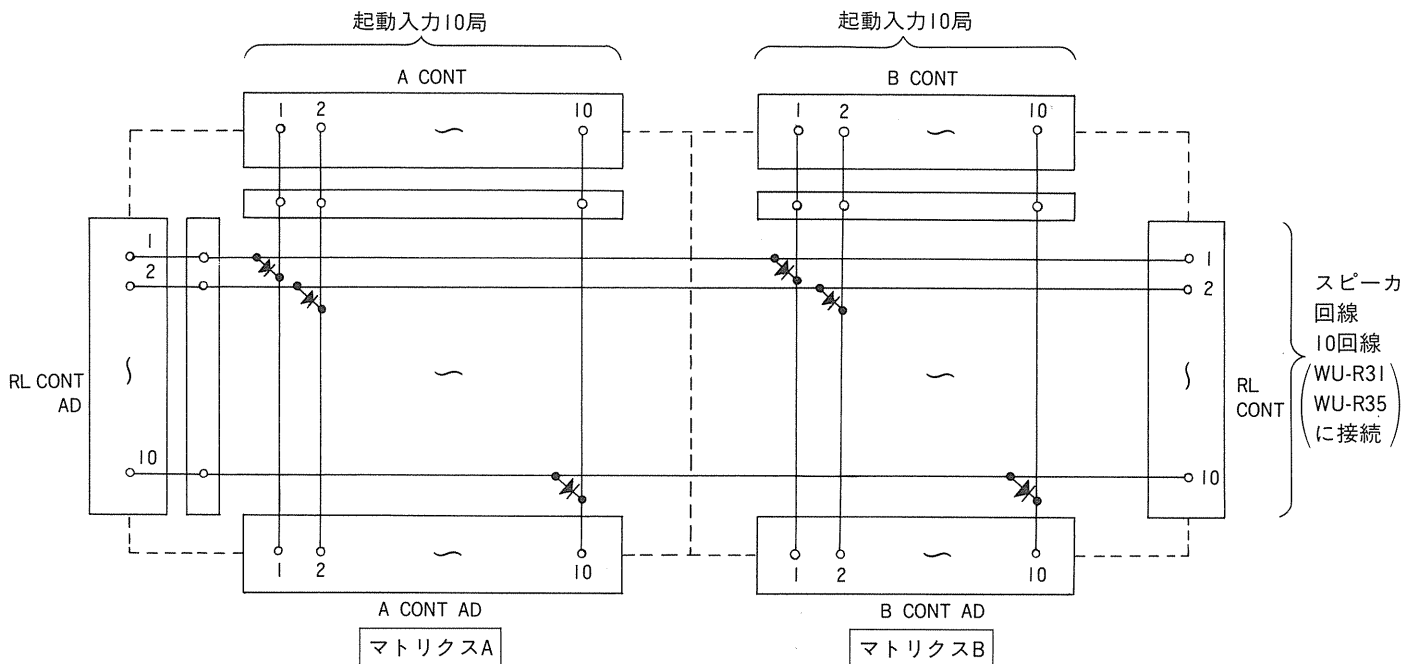 起動入力10局
起動入力10局
A CONT
B CONT
1 2 〜 10
1 2 〜 10
RL CONT
AD
1
2
〜
10
〜
〜
1
2
〜
10
RL
CONT
スピーカ
回線
10回線
(WU-R31
WU-R35
に接続)
1 2 〜 10
1 2 〜 10
A CONT AD
B CONT AD
マトリクスA
マトリクスB